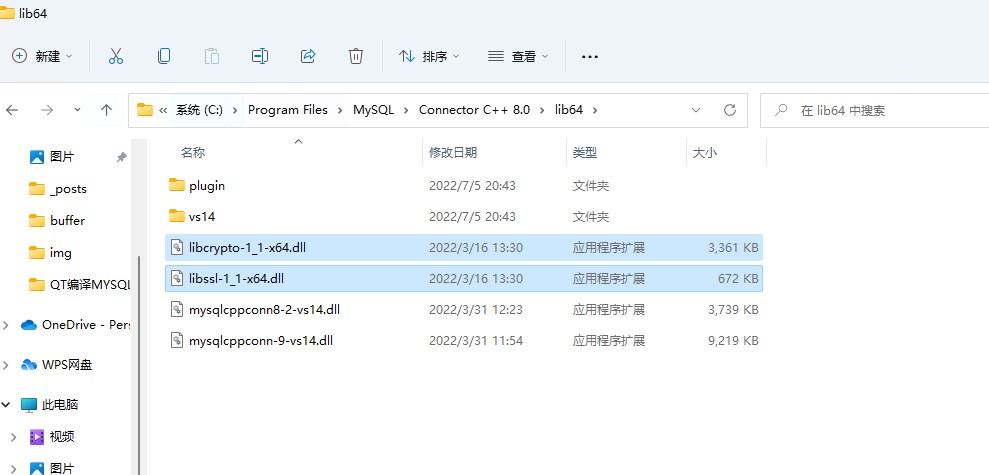 lib64
新建 排序 查看 ...
« 系统 (C:) › Program Files › MySQL › Connector C++ 8.0 › lib64 › 在 lib64 中搜索
名称 修改日期 类型 大小
图片
_posts
buffer
img
QT编译MYSQL
OneDrive - Pers
WPS网盘
此电脑
视频
图片
plugin 2022/7/5 20:43 文件夹
vs14 2022/7/5 20:43 文件夹
libcrypto-1_1-x64.dll 2022/3/16 13:30 应用程序扩展 3,361 KB
libssl-1_1-x64.dll 2022/3/16 13:30 应用程序扩展 672 KB
mysqlcppconn8-2-vs14.dll 2022/3/31 12:23 应用程序扩展 3,739 KB
mysqlcppconn-9-vs14.dll 2022/3/31 11:54 应用程序扩展 9,219 KB